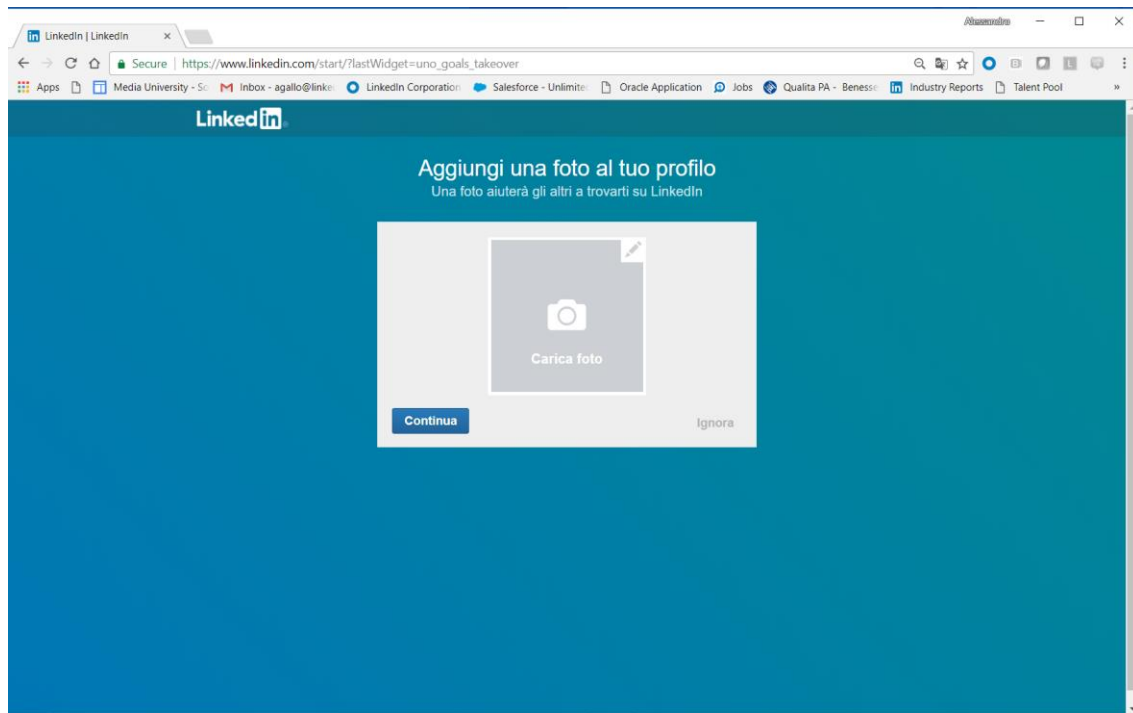 Alessandro
LinkedIn | LinkedIn
Secure | https://www.linkedin.com/start/?lastWidget=uno_goals_takeover
Apps Media University - Sc Inbox - agallo@linke LinkedIn Corporation Salesforce - Unlimite Oracle Application Jobs Qualita PA - Benesse Industry Reports Talent Pool »
Linked in
Aggiungi una foto al tuo profilo
Una foto aiuterà gli altri a trovarti su LinkedIn
Carica foto
Continua
Ignora